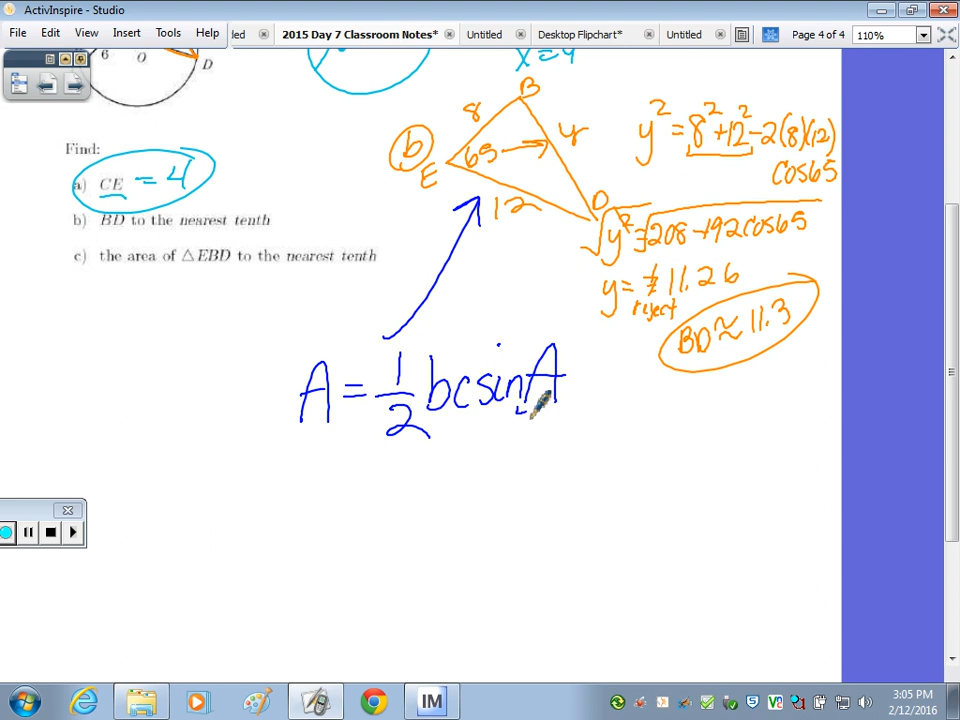 ActivInspire - Studio
File Edit View Insert Tools Help
led
2015 Day 7 Classroom Notes*
Untitled
Desktop Flipchart*
Untitled
Page 4 of 4
110%
6 O D
x = 4
Find:
a) CE = 4
b) BD to the nearest tenth
c) the area of △EBD to the nearest tenth
b
B
8
65
y
E
12
D
y² = 8² + 12² - 2(8)(12)
cos65
√y² = √208 - 192cos65
y = ± 11.26
reject
BD ≈ 11.3
A = 1/2 bc sin A
IM
3:05 PM
2/12/2016